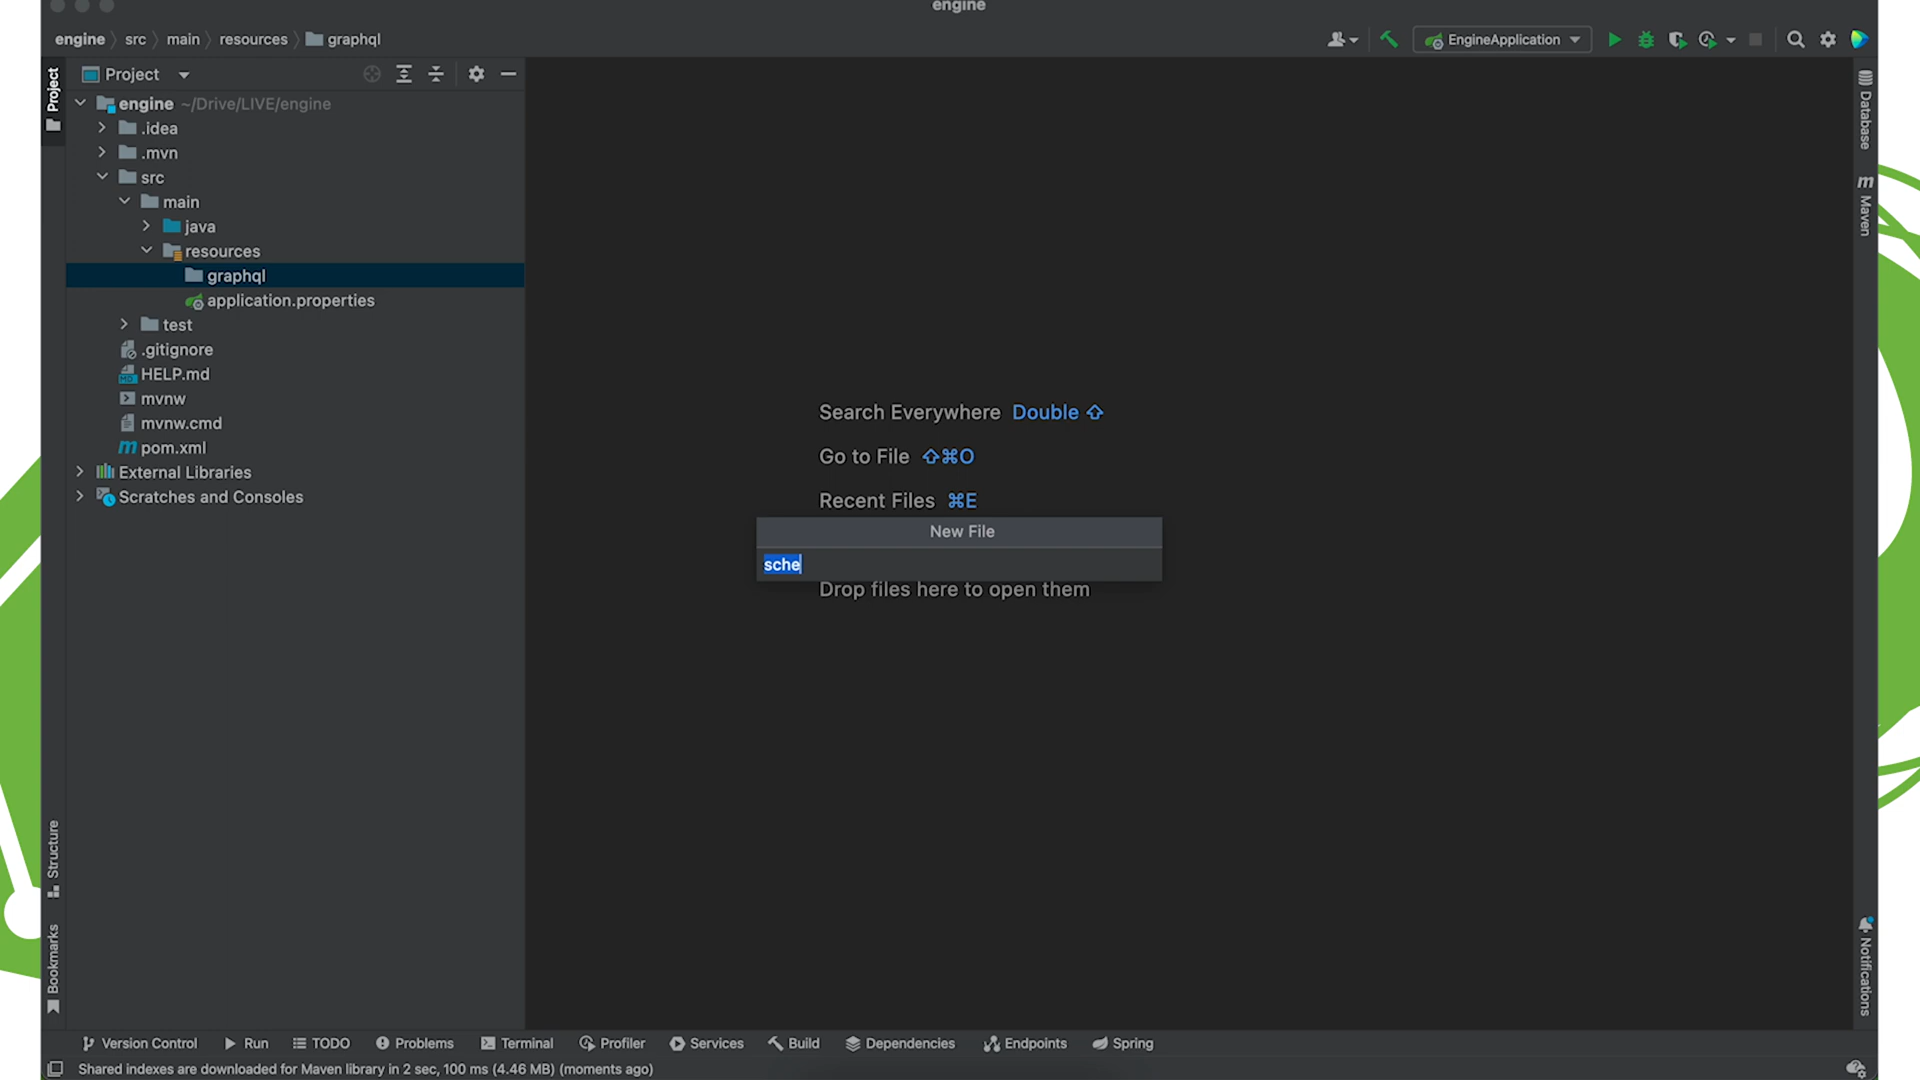 engine
engine src main resources graphql
EngineApplication
Project
Project
engine ~/Drive/LIVE/engine
.idea
.mvn
src
main
java
resources
graphql
application.properties
test
.gitignore
HELP.md
mvnw
mvnw.cmd
pom.xml
External Libraries
Scratches and Consoles
Structure
Bookmarks
Search Everywhere Double ⇧
Go to File ⇧⌘O
Recent Files ⌘E
New File
sche
Drop files here to open them
Database
m Maven
Notifications
Version Control Run TODO Problems Terminal Profiler Services Build Dependencies Endpoints Spring
Shared indexes are downloaded for Maven library in 2 sec, 100 ms (4.46 MB) (moments ago)